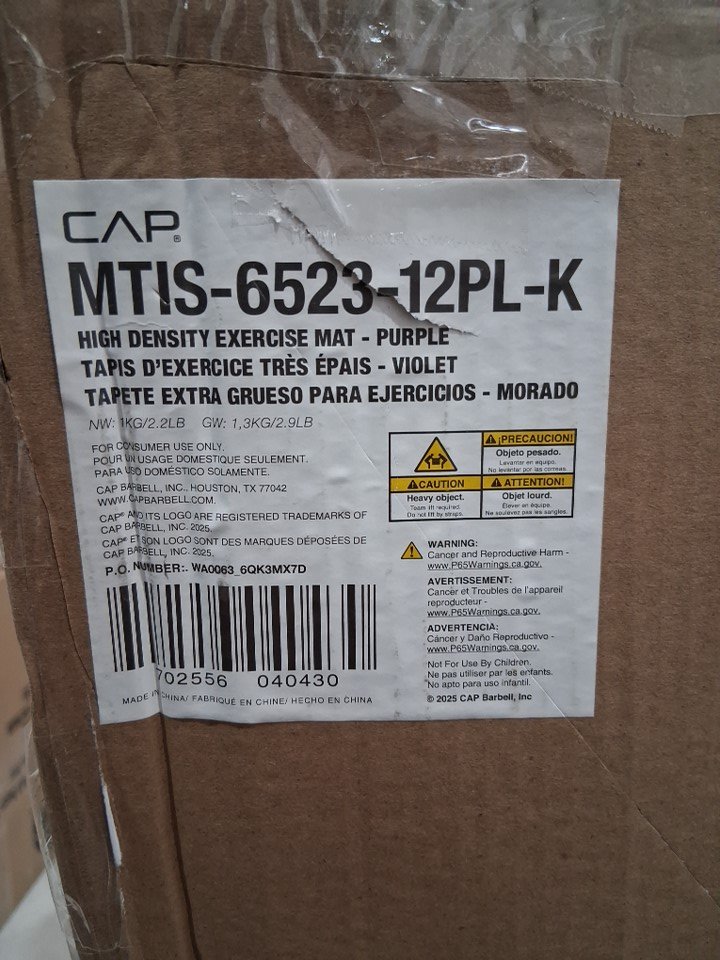 CAP®
MTIS-6523-12PL-K
HIGH DENSITY EXERCISE MAT - PURPLE
TAPIS D'EXERCICE TRÈS ÉPAIS - VIOLET
TAPETE EXTRA GRUESO PARA EJERCICIOS - MORADO
NW: 1KG/2.2LB GW: 1,3KG/2.9LB
FOR CONSUMER USE ONLY.
POUR UN USAGE DOMESTIQUE SEULEMENT.
PARA USO DOMÉSTICO SOLAMENTE.
CAP BARBELL, INC. HOUSTON, TX 77042
WWW.CAPBARBELL.COM.
CAP® AND ITS LOGO ARE REGISTERED TRADEMARKS OF
CAP BARBELL, INC. 2025.
CAP® ET SON LOGO SONT DES MARQUES DÉPOSÉES DE
CAP BARBELL, INC. 2025.
P.O. NUMBER:. WA0063_6QK3MX7D
702556 040430
MADE IN CHINA/ FABRIQUÉ EN CHINE/ HECHO EN CHINA
¡PRECAUCION!
Objeto pesado.
Levantar en equipo.
No levantar por las correas.
CAUTION
Heavy object.
Team lift required.
Do not lift by straps.
ATTENTION!
Objet lourd.
Élever en équipe.
Ne soulevez pas les sangles.
WARNING:
Cancer and Reproductive Harm -
www.P65Warnings.ca.gov.
AVERTISSEMENT:
Cancer et Troubles de l'appareil
reproducteur -
www.P65Warnings.ca.gov.
ADVERTENCIA:
Cáncer y Daño Reproductivo -
www.P65Warnings.ca.gov.
Not For Use By Children.
Ne pas utiliser par les enfants.
No apto para uso infantil.
© 2025 CAP Barbell, Inc